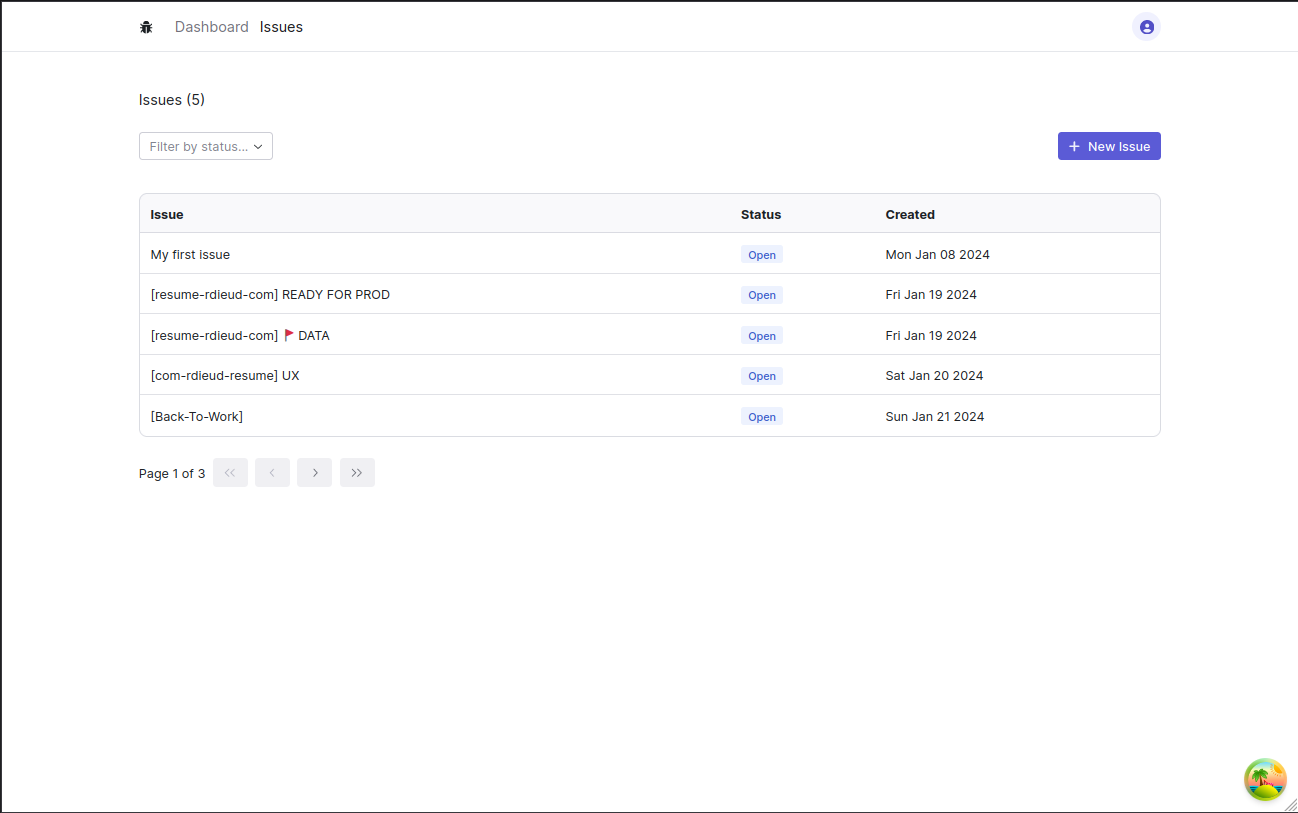 Dashboard Issues
Issues (5)
Filter by status...
+ New Issue
Issue Status Created
My first issue Open Mon Jan 08 2024
[resume-rdieud-com] READY FOR PROD Open Fri Jan 19 2024
[resume-rdieud-com] 🚩 DATA Open Fri Jan 19 2024
[com-rdieud-resume] UX Open Sat Jan 20 2024
[Back-To-Work] Open Sun Jan 21 2024
Page 1 of 3